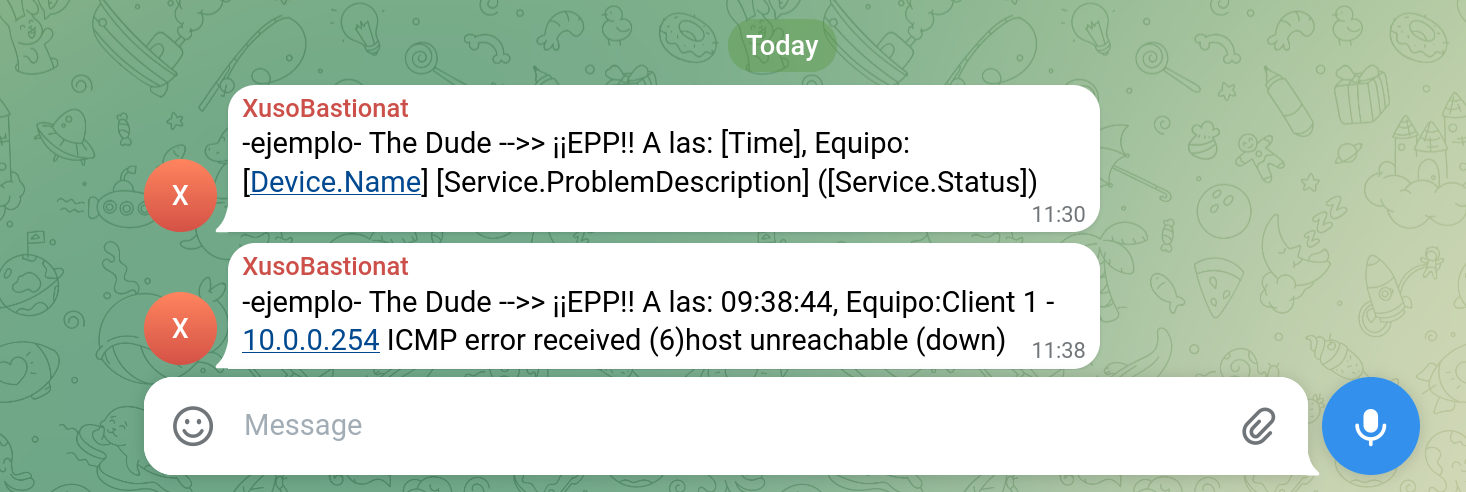 Today
XusoBastionat
-ejemplo- The Dude -->> ¡¡EPP!! A las: [Time], Equipo:
[Device.Name] [Service.ProblemDescription] ([Service.Status])
11:30
X
XusoBastionat
-ejemplo- The Dude -->> ¡¡EPP!! A las: 09:38:44, Equipo:Client 1 -
10.0.0.254 ICMP error received (6)host unreachable (down)
11:38
X
Message